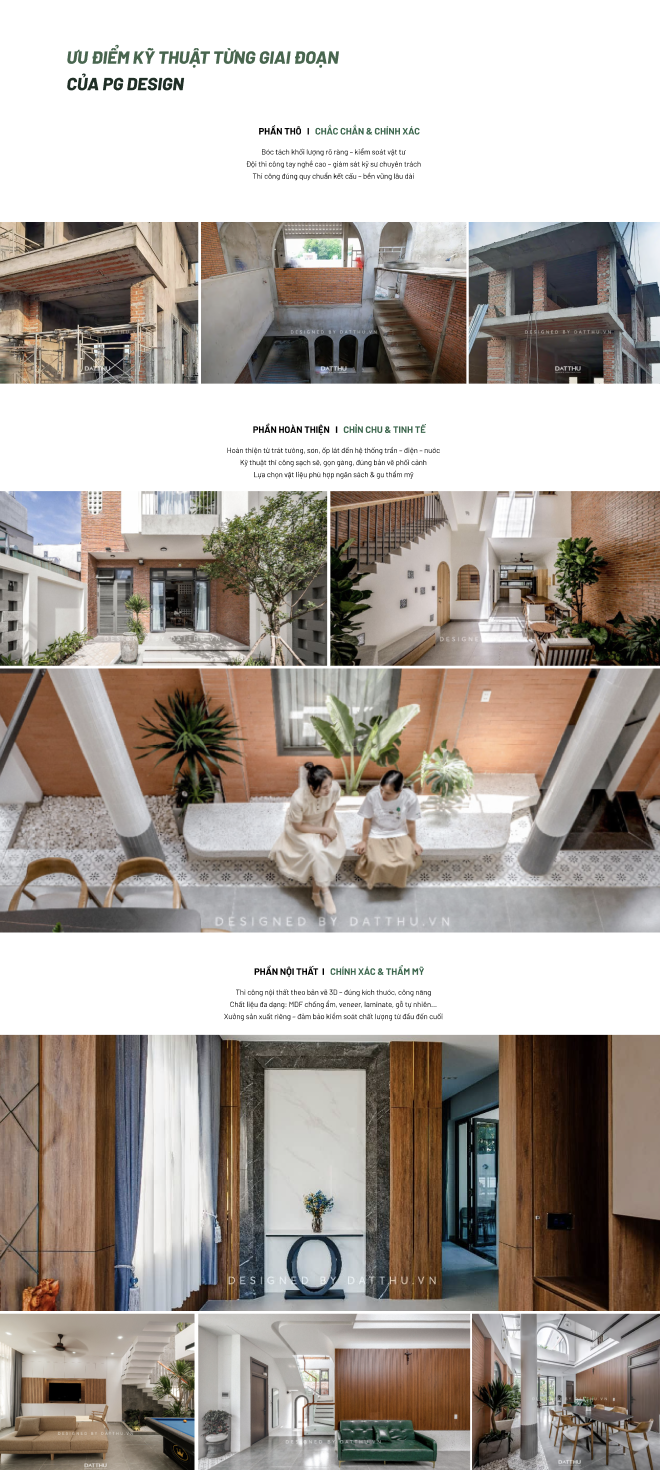 ƯU ĐIỂM KỸ THUẬT TỪNG GIAI ĐOẠN
CỦA PG DESIGN
PHẦN THÔ I CHẮC CHẮN & CHÍNH XÁC
Bóc tách khối lượng rõ ràng – kiểm soát vật tư
Đội thi công tay nghề cao – giám sát kỹ sư chuyên trách
Thi công đúng quy chuẩn kết cấu – bền vững lâu dài
DESIGNED BY DATTHU.VN
DESIGNED BY DATTHU.VN
DATTHU
DATTHU
DATTHU
PHẦN HOÀN THIỆN I CHỈN CHU & TINH TẾ
Hoàn thiện từ trát tường, sơn, ốp lát đến hệ thống trần – điện – nước
Kỹ thuật thi công sạch sẽ, gọn gàng, đúng bản vẽ phối cảnh
Lựa chọn vật liệu phù hợp ngân sách & gu thẩm mỹ
DESIGNED BY DATTHU.VN
PHẦN NỘI THẤT I CHÍNH XÁC & THẨM MỸ
Thi công nội thất theo bản vẽ 3D – đúng kích thước, công năng
Chất liệu đa dạng: MDF chống ẩm, veneer, laminate, gỗ tự nhiên...
Xưởng sản xuất riêng – đảm bảo kiểm soát chất lượng từ đầu đến cuối
DESIGNED BY DATTHU.VN
DESIGNED BY DATTHU.VN
DESIGNED BY DATTHU.VN
DATTHU
DATTHU